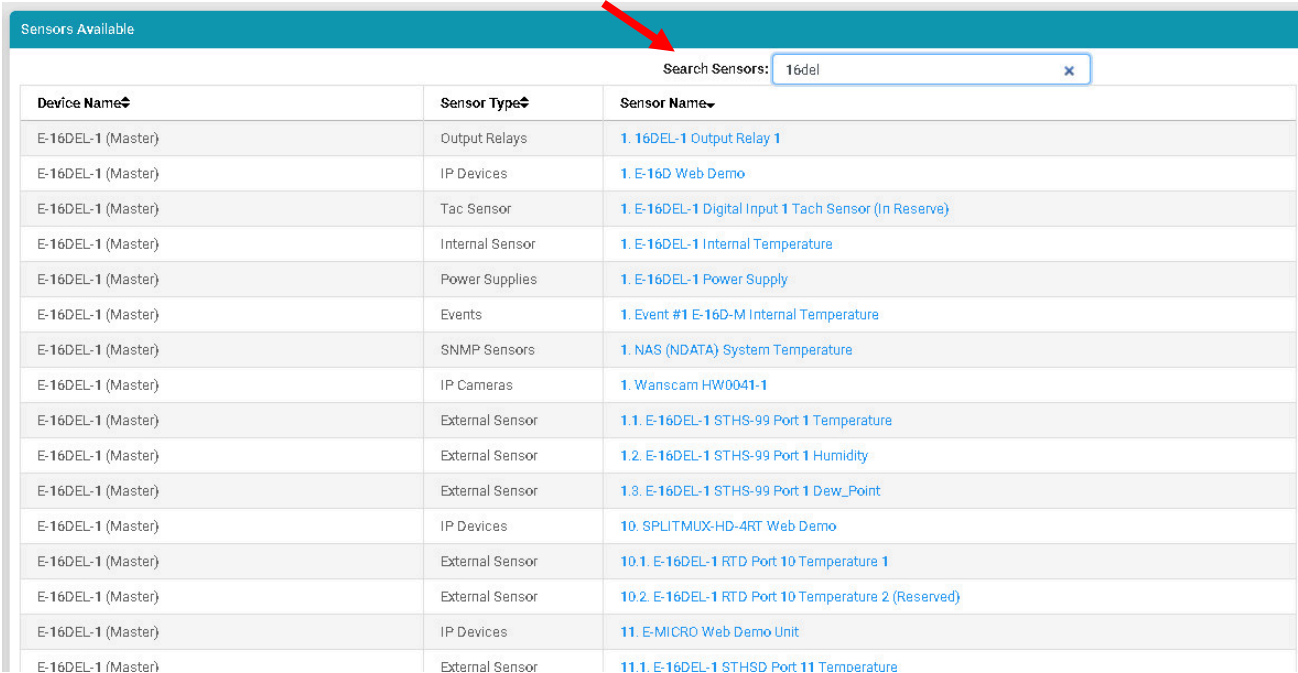 Sensors Available
Search Sensors: 16del
Device Name Sensor Type Sensor Name
E-16DEL-1 (Master) Output Relays 1. 16DEL-1 Output Relay 1
E-16DEL-1 (Master) IP Devices 1. E-16D Web Demo
E-16DEL-1 (Master) Tac Sensor 1. E-16DEL-1 Digital Input 1 Tach Sensor (In Reserve)
E-16DEL-1 (Master) Internal Sensor 1. E-16DEL-1 Internal Temperature
E-16DEL-1 (Master) Power Supplies 1. E-16DEL-1 Power Supply
E-16DEL-1 (Master) Events 1. Event #1 E-16D-M Internal Temperature
E-16DEL-1 (Master) SNMP Sensors 1. NAS (NDATA) System Temperature
E-16DEL-1 (Master) IP Cameras 1. Wanscam HW0041-1
E-16DEL-1 (Master) External Sensor 1.1. E-16DEL-1 STHS-99 Port 1 Temperature
E-16DEL-1 (Master) External Sensor 1.2. E-16DEL-1 STHS-99 Port 1 Humidity
E-16DEL-1 (Master) External Sensor 1.3. E-16DEL-1 STHS-99 Port 1 Dew_Point
E-16DEL-1 (Master) IP Devices 10. SPLITMUX-HD-4RT Web Demo
E-16DEL-1 (Master) External Sensor 10.1. E-16DEL-1 RTD Port 10 Temperature 1
E-16DEL-1 (Master) External Sensor 10.2. E-16DEL-1 RTD Port 10 Temperature 2 (Reserved)
E-16DEL-1 (Master) IP Devices 11. E-MICRO Web Demo Unit
E-16DEL-1 (Master) External Sensor 11.1. E-16DEL-1 STHSD Port 11 Temperature